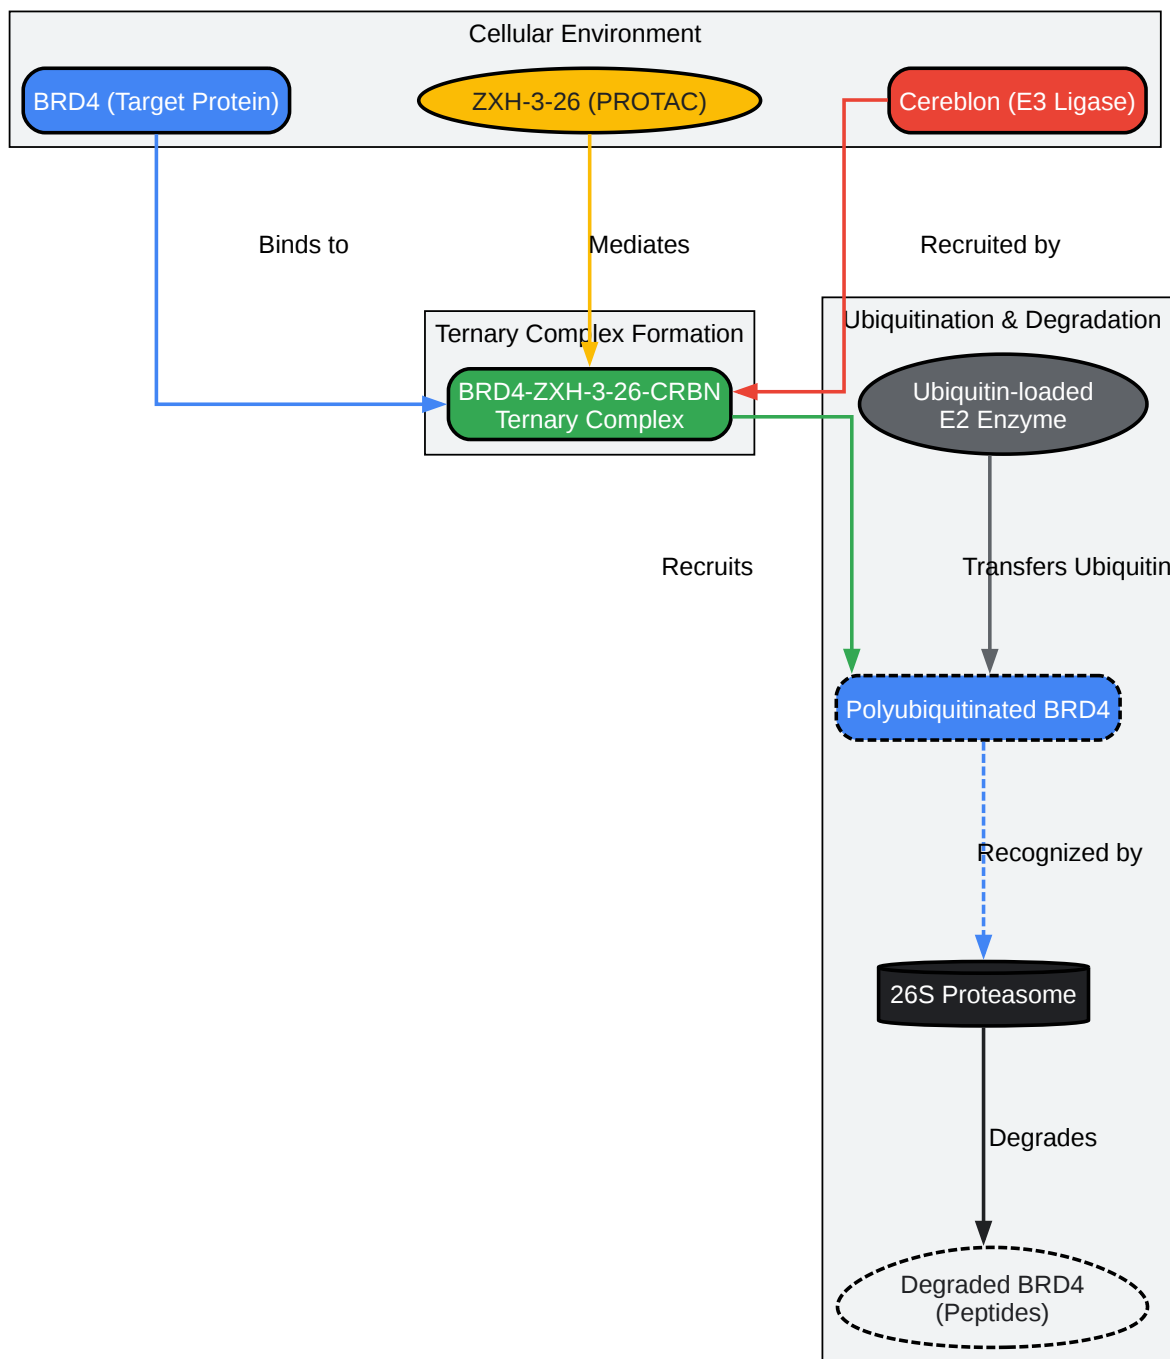 Cellular Environment
BRD4 (Target Protein)
ZXH-3-26 (PROTAC)
Cereblon (E3 Ligase)
Binds to
Mediates
Recruited by
Ternary Complex Formation
BRD4-ZXH-3-26-CRBN
Ternary Complex
Ubiquitination & Degradation
Ubiquitin-loaded
E2 Enzyme
Recruits
Transfers Ubiquitin
Polyubiquitinated BRD4
Recognized by
26S Proteasome
Degrades
Degraded BRD4
(Peptides)